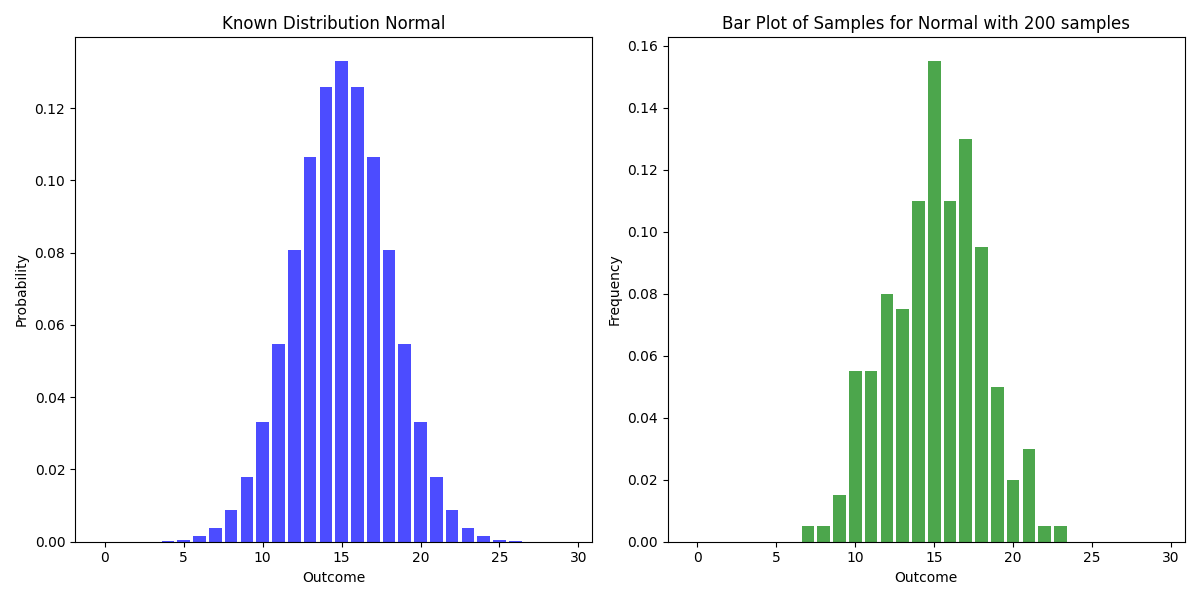 Known Distribution Normal
Probability
0.12
0.10
0.08
0.06
0.04
0.02
0.00
0 5 10 15 20 25 30
Outcome
Bar Plot of Samples for Normal with 200 samples
Frequency
0.16
0.14
0.12
0.10
0.08
0.06
0.04
0.02
0.00
0 5 10 15 20 25 30
Outcome